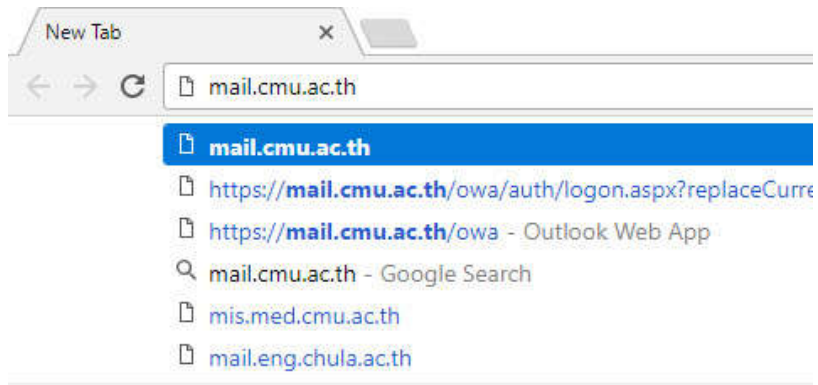 New Tab
mail.cmu.ac.th
mail.cmu.ac.th
https://mail.cmu.ac.th/owa/auth/logon.aspx?replaceCurre
https://mail.cmu.ac.th/owa - Outlook Web App
mail.cmu.ac.th - Google Search
mis.med.cmu.ac.th
mail.eng.chula.ac.th